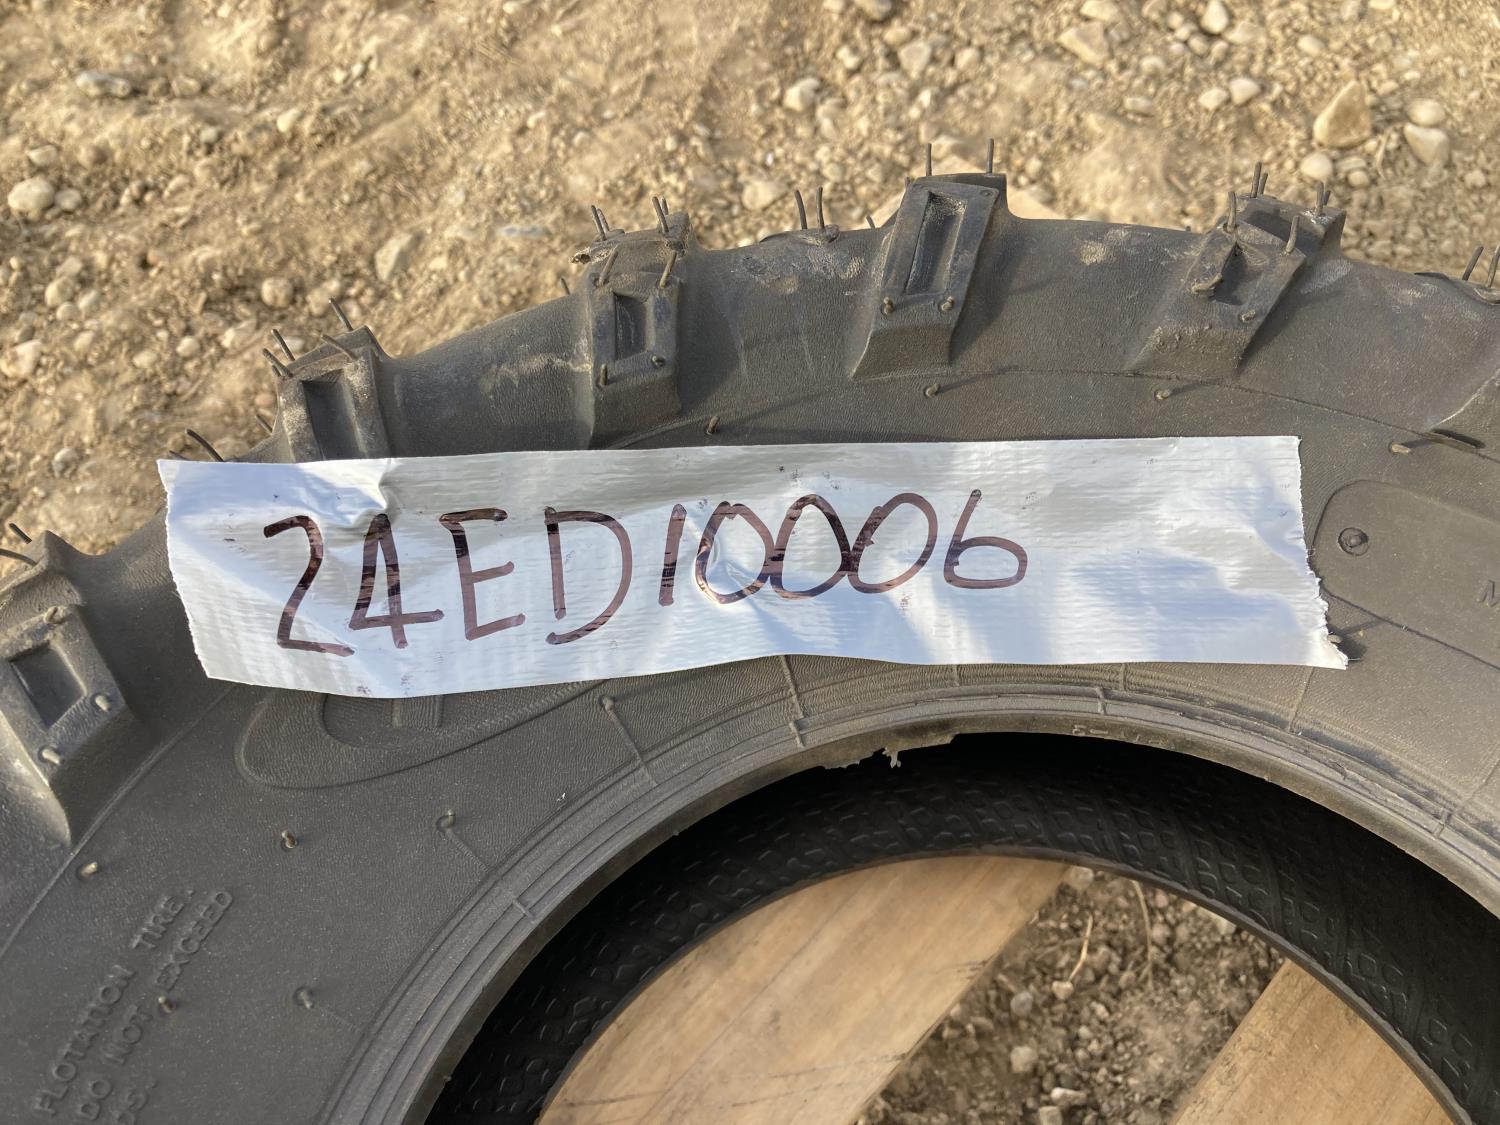 24ED10006
FLOTATION TIRE.
DO NOT EXCEED